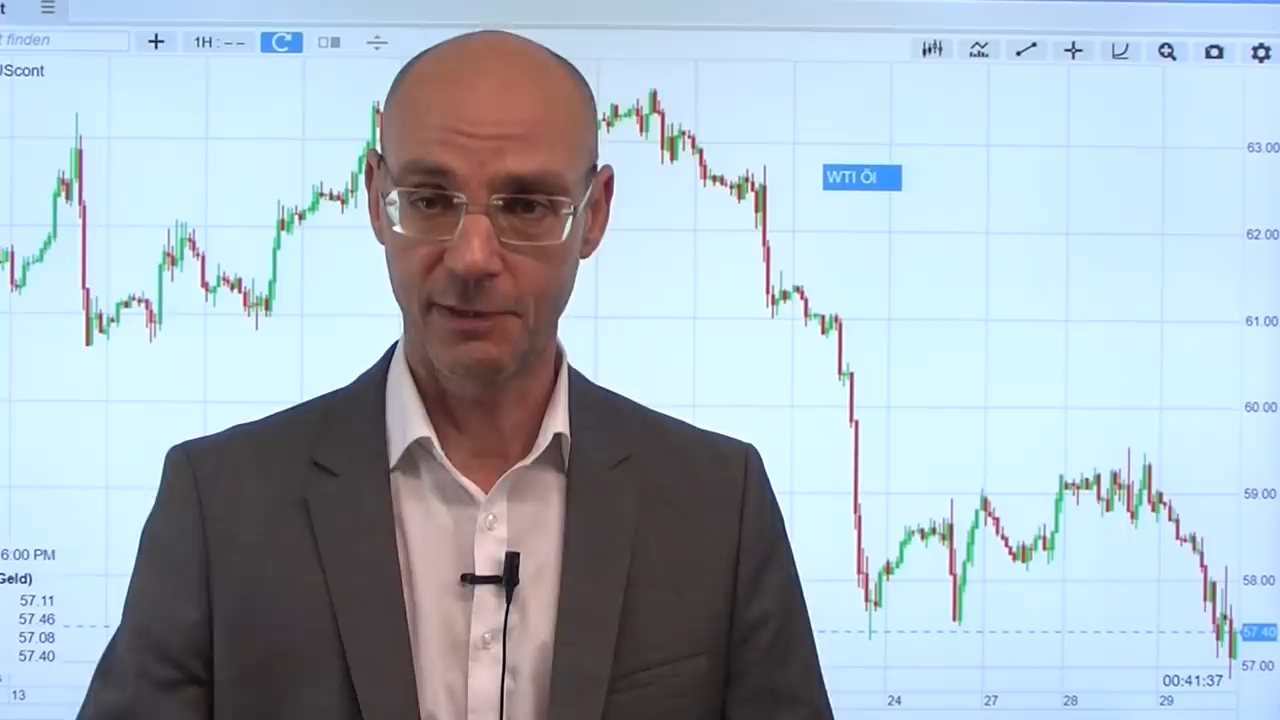 t
t finden
1H : --
UScont
WTI Öl
63.00
62.00
61.00
60.00
59.00
58.00
57.40
57.00
6:00 PM
Geld)
57.11
57.46
57.08
57.40
00:41:37
13
24
27
28
29